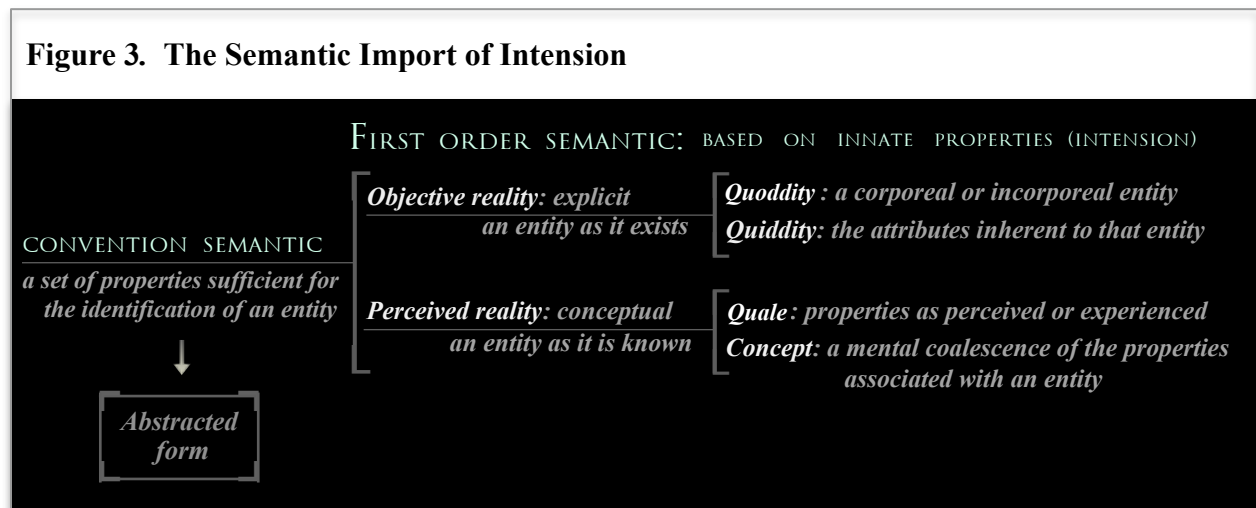 Figure 3. The Semantic Import of Intension
FIRST ORDER SEMANTIC: BASED ON INNATE PROPERTIES (INTENSION)
CONVENTION SEMANTIC
a set of properties sufficient for
the identification of an entity
Abstracted
form
Objective reality: explicit
an entity as it exists
Quoddity : a corporeal or incorporeal entity
Quiddity: the attributes inherent to that entity
Perceived reality: conceptual
an entity as it is known
Quale : properties as perceived or experienced
Concept: a mental coalescence of the properties
associated with an entity